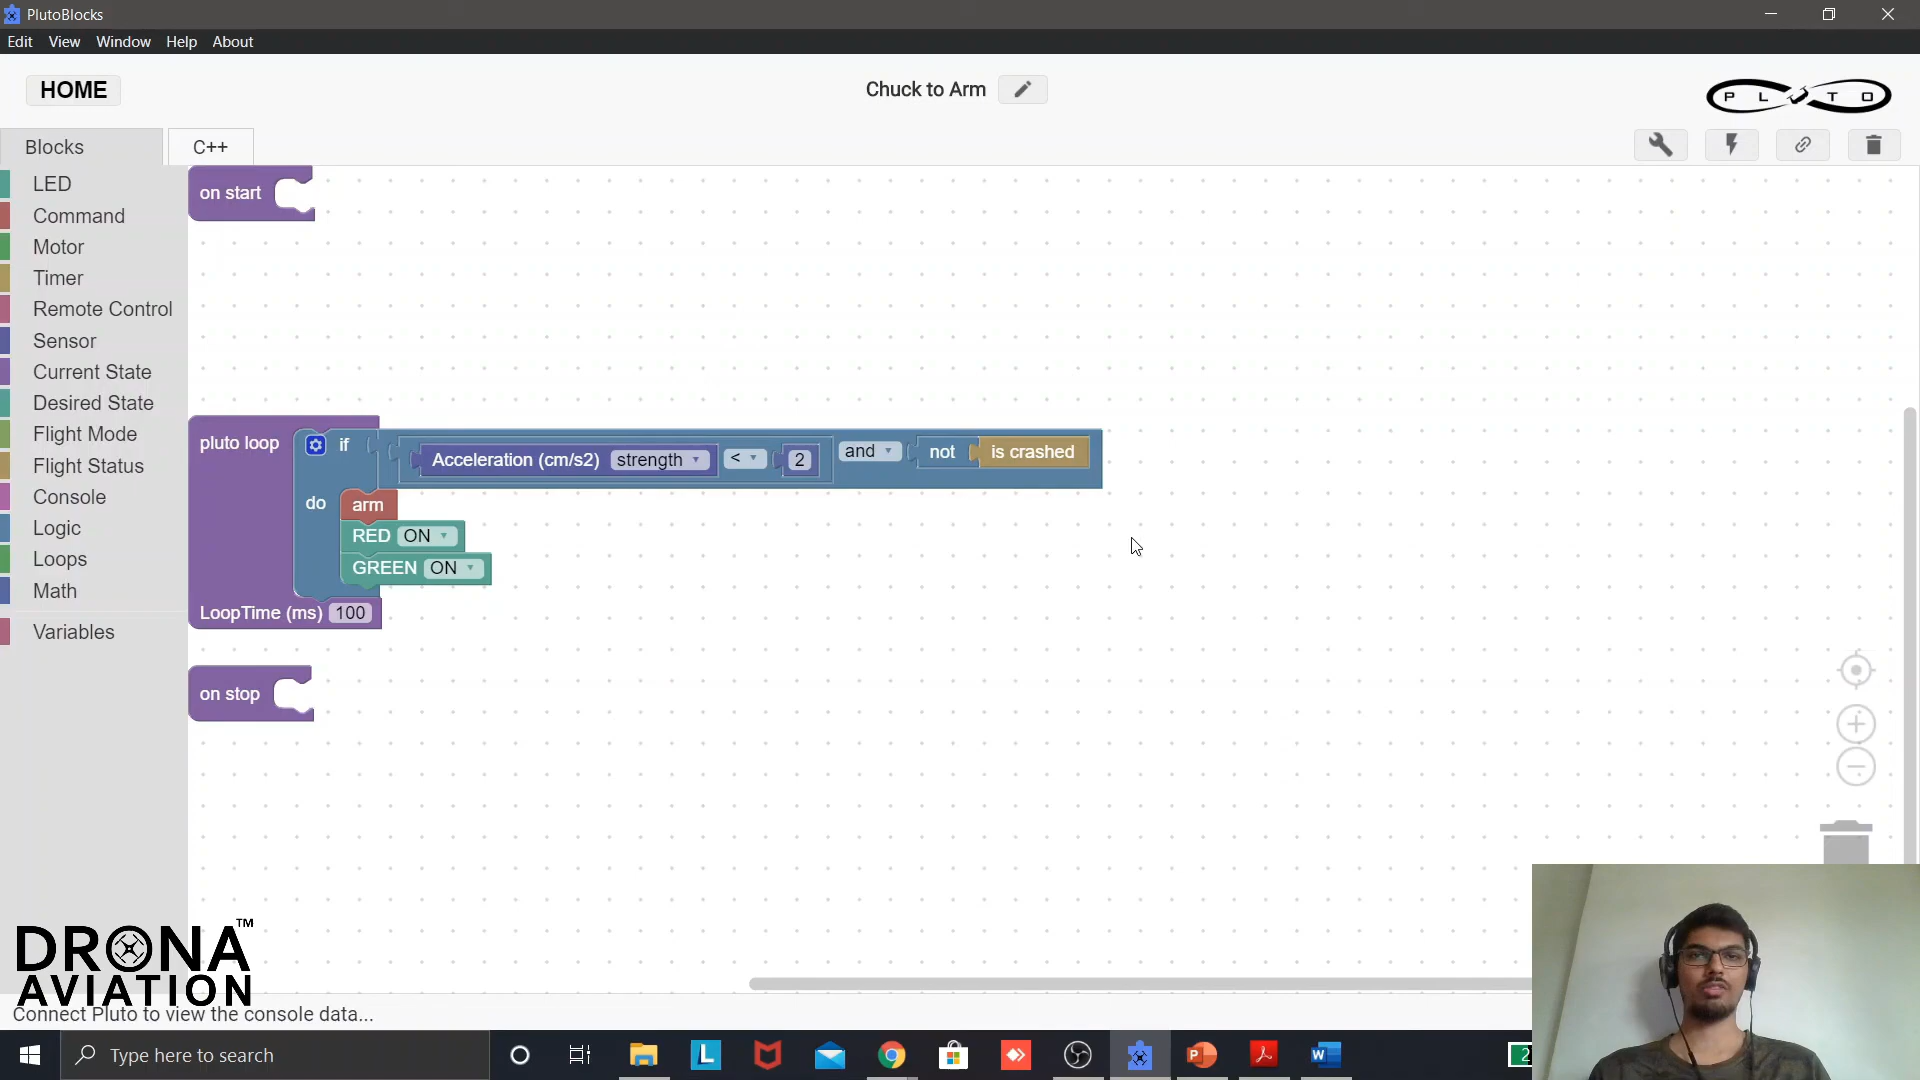 PlutoBlocks
Edit View Window Help About
HOME
Chuck to Arm
PLUTO
Blocks
C++
LED
Command
Motor
Timer
Remote Control
Sensor
Current State
Desired State
Flight Mode
Flight Status
Console
Logic
Loops
Math
Variables
on start
pluto loop
if
Acceleration (cm/s2) strength < 2 and not is crashed
do
arm
RED ON
GREEN ON
LoopTime (ms) 100
on stop
DRONA™
AVIATION
Connect Pluto to view the console data...
Type here to search
L
P
W
2